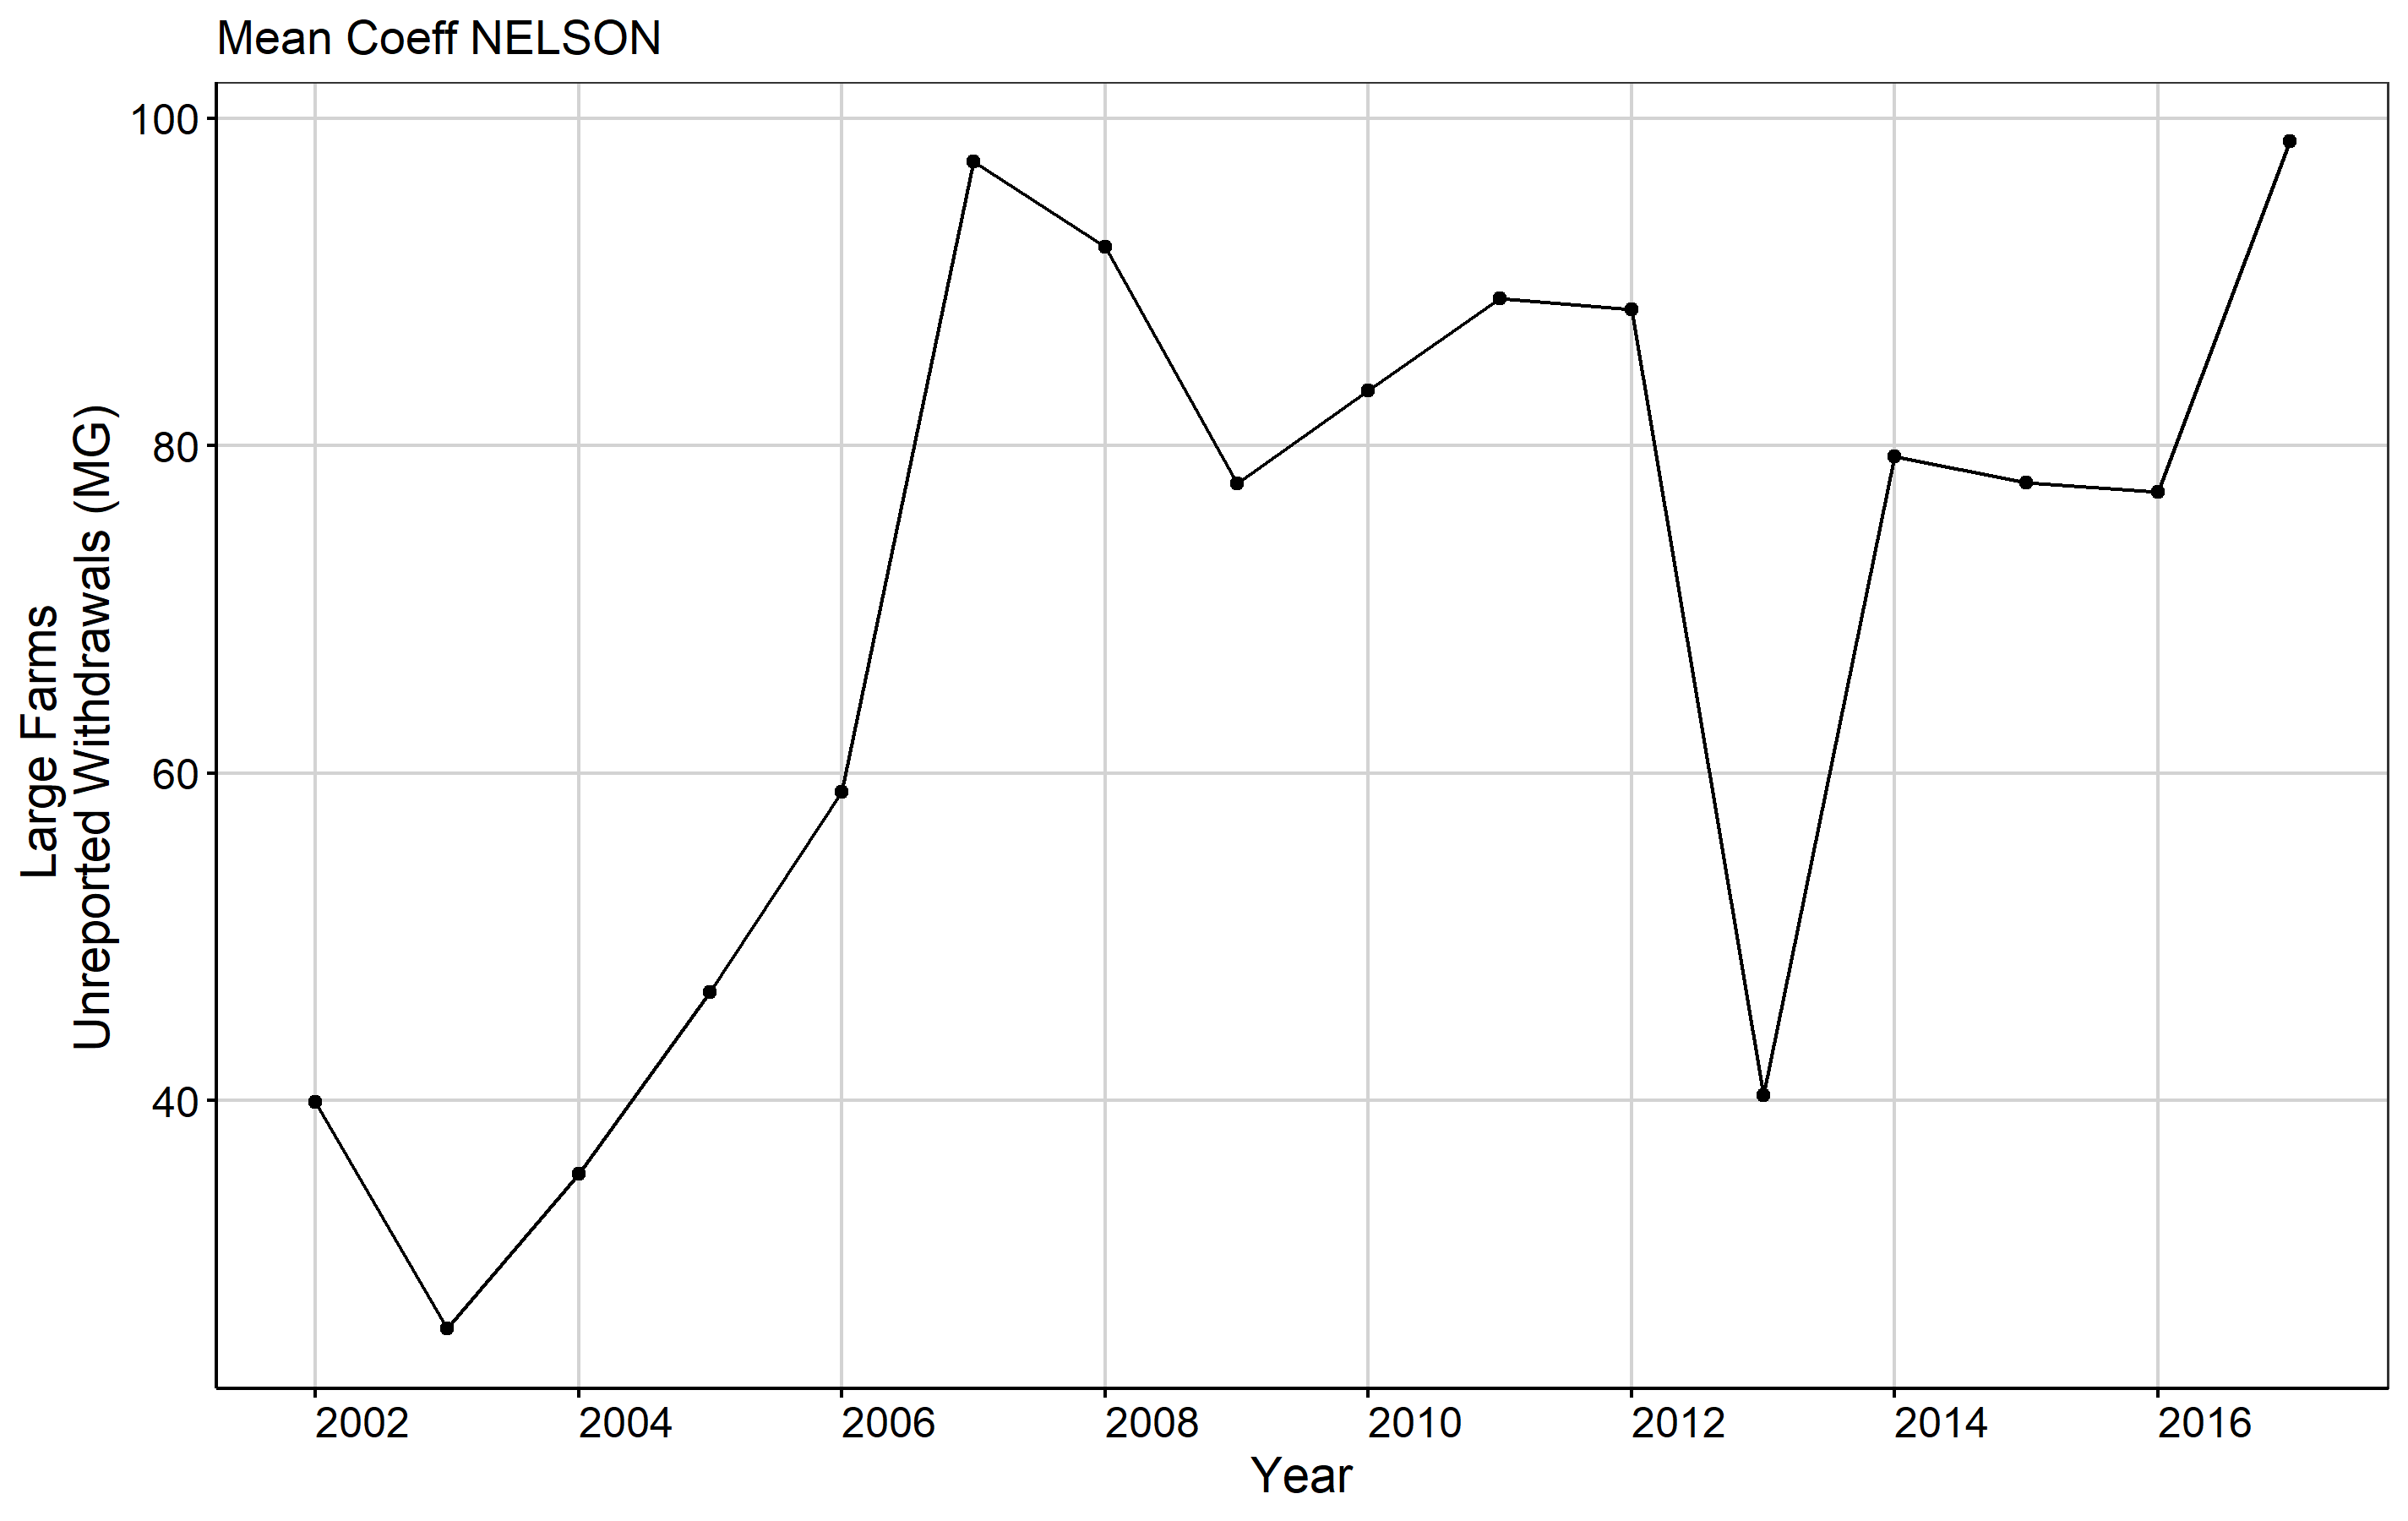 Mean Coeff NELSON
Large Farms
Unreported Withdrawals (MG)
100
80
60
40
2002 2004 2006 2008 2010 2012 2014 2016
Year